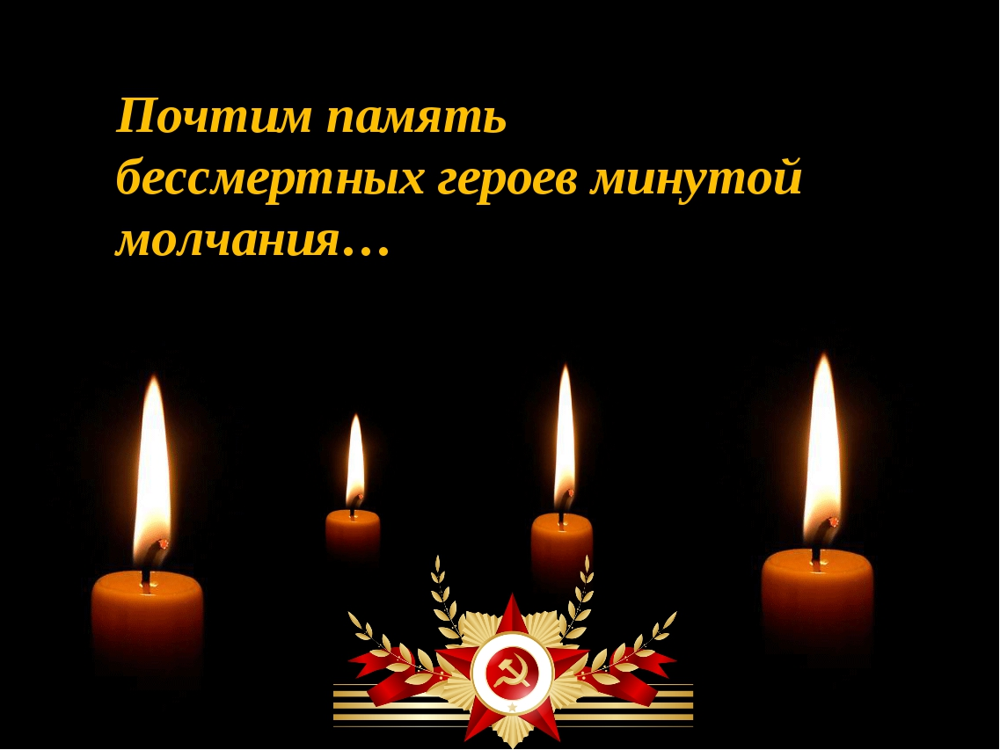 Почтим память
бессмертных героев минутой
молчания…